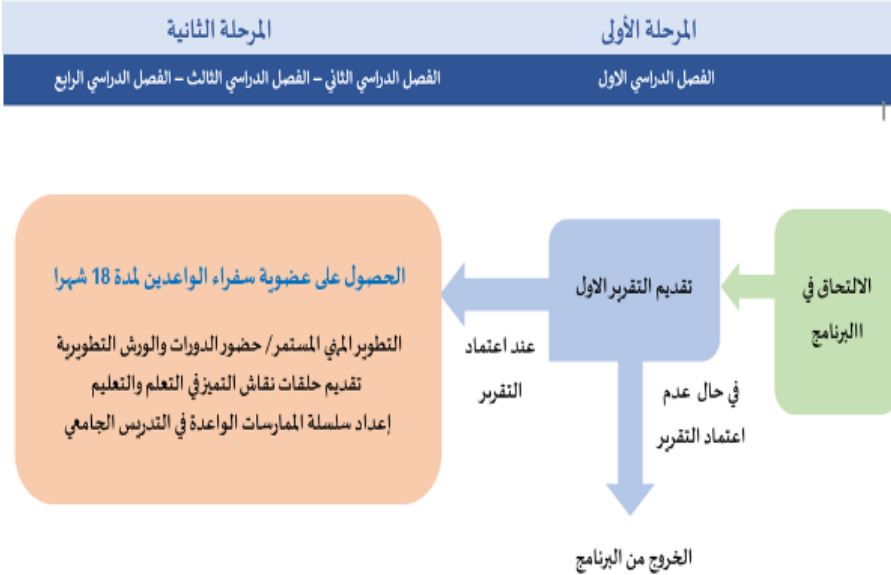 المرحلة الأولى
المرحلة الثانية
الفصل الدراسي الاول
الفصل الدراسي الثاني – الفصل الدراسي الثالث – الفصل الدراسي الرابع
الالتحاق في
االبرنامج
تقديم التقرير الاول
عند اعتماد
التقرير
في حال عدم
اعتماد التقرير
الخروج من البرنامج
الحصول على عضوية سفراء الواعدين لمدة 18 شهرا
التطوير المهني المستمر/ حضور الدورات والورش التطويرية
تقديم حلقات نقاش التميز في التعلم والتعليم
إعداد سلسلة الممارسات الواعدة في التدريس الجامعي